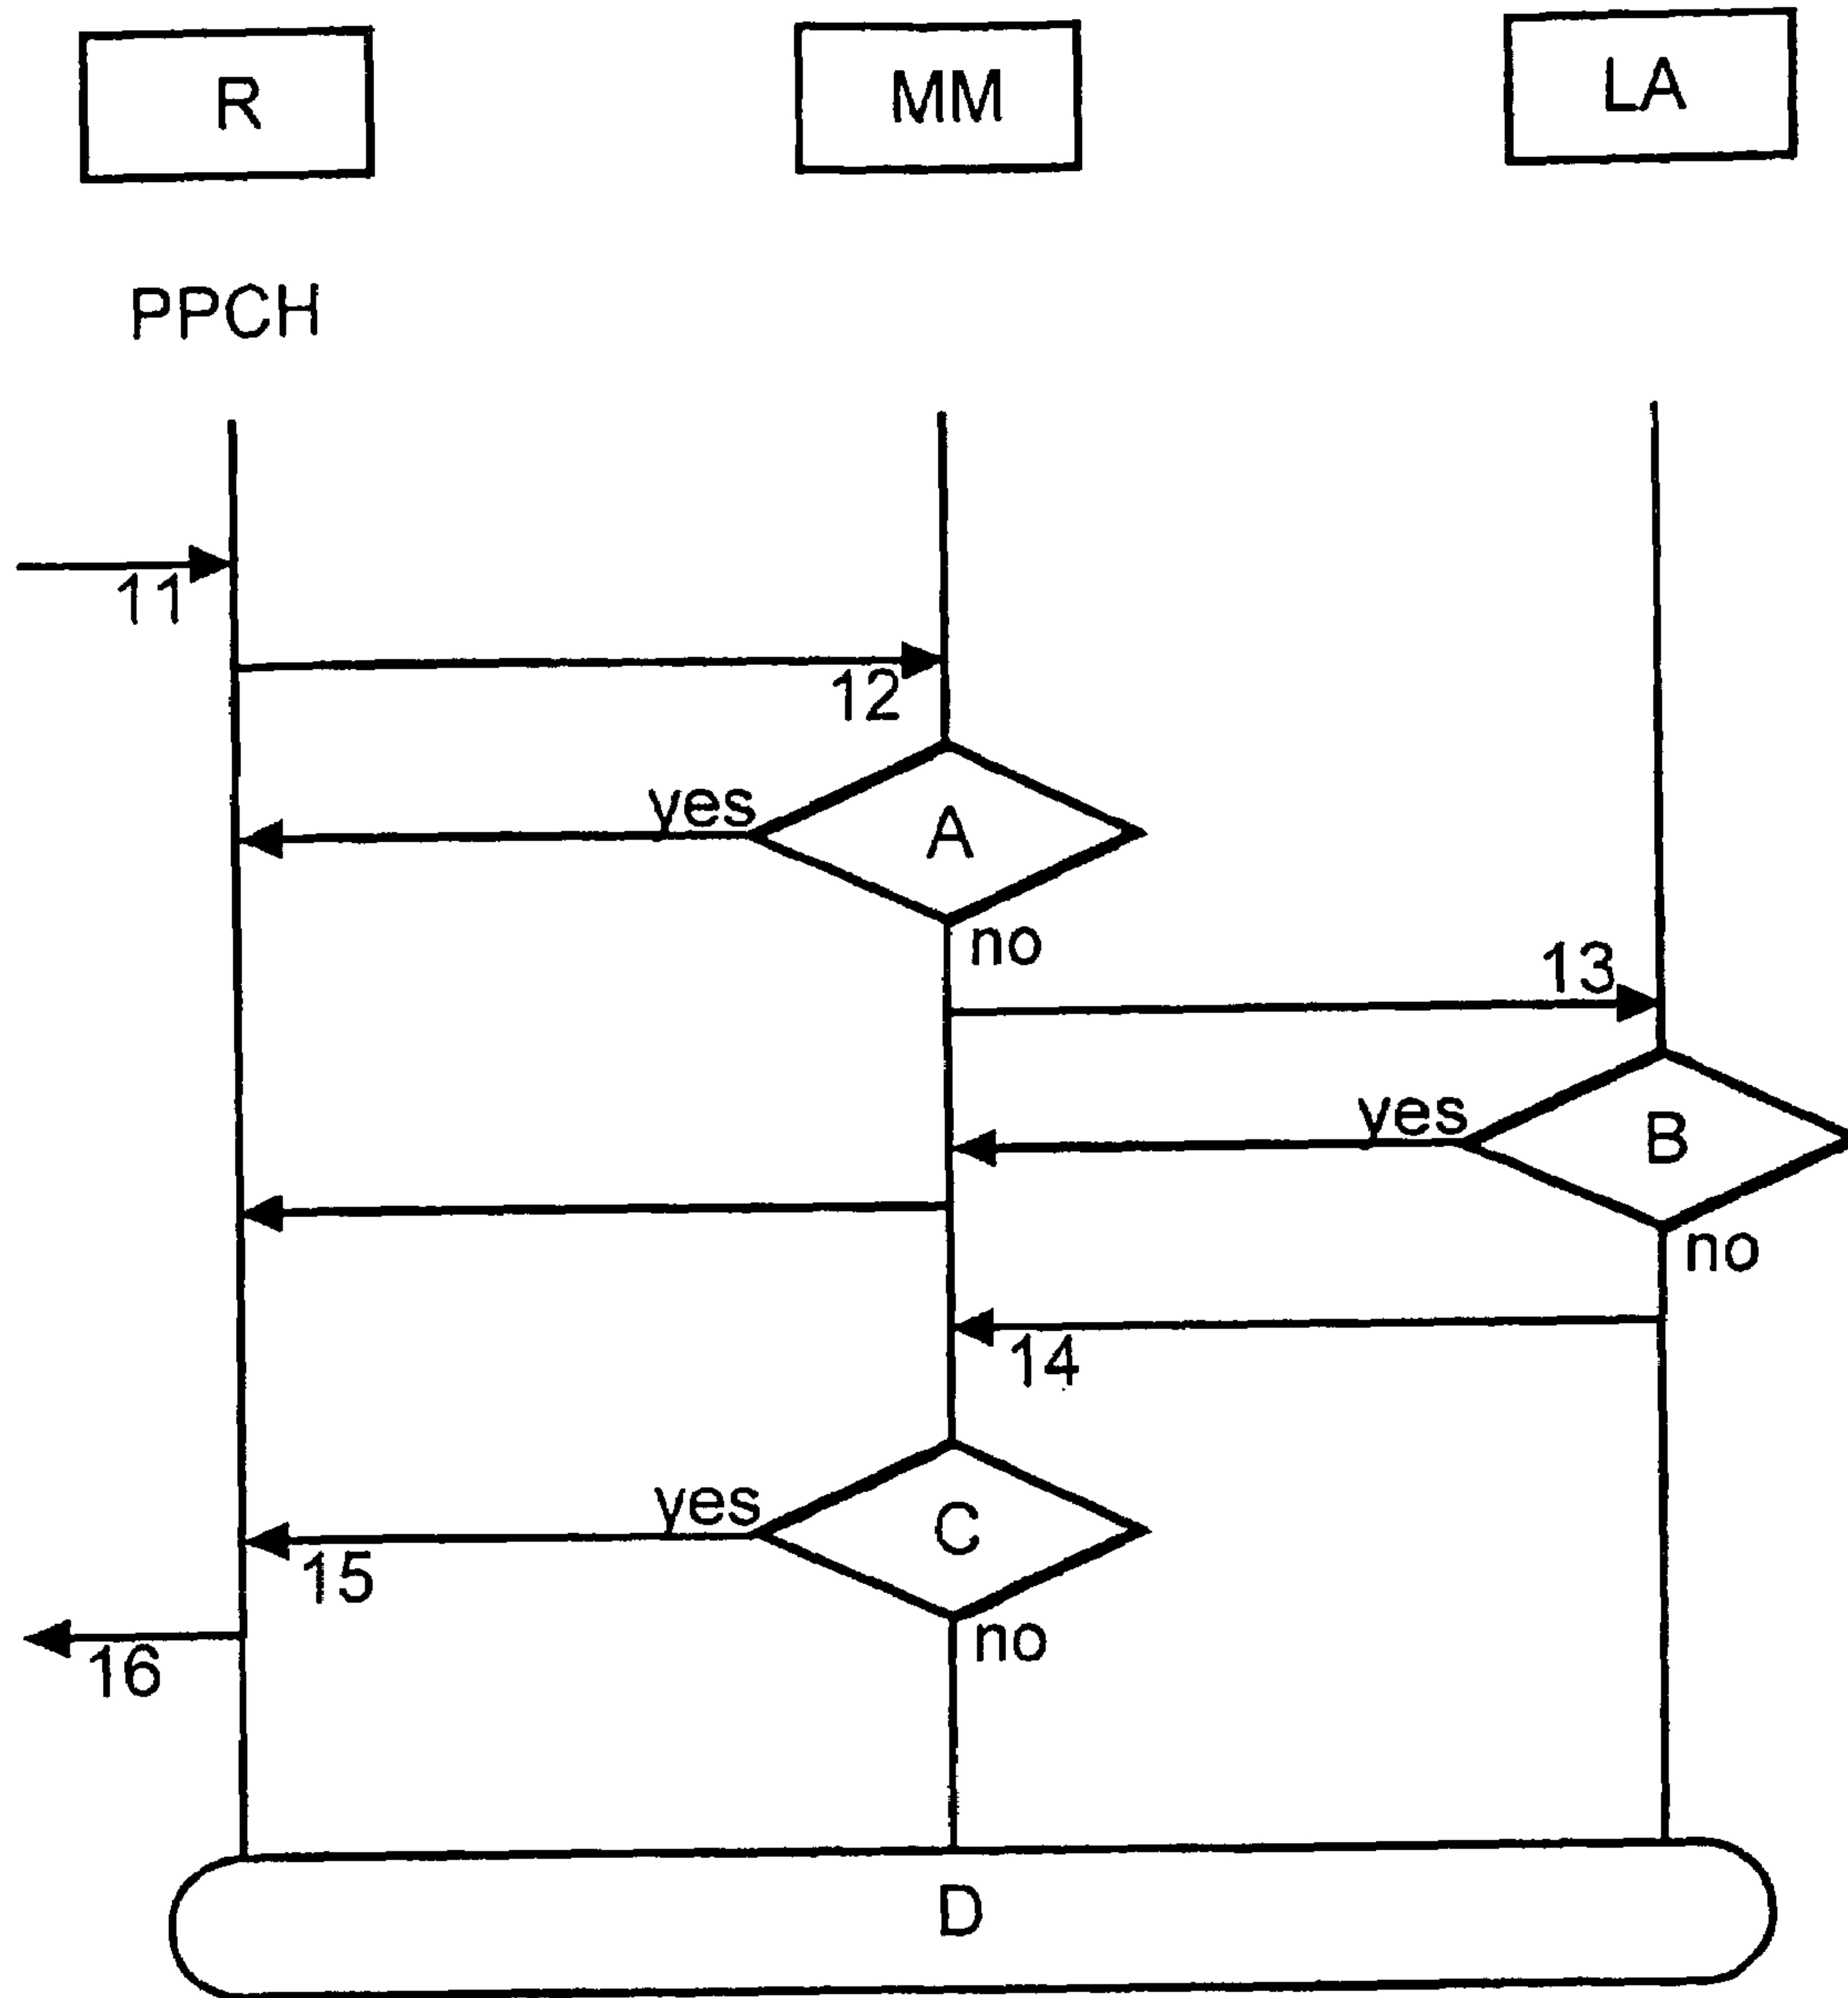 R
MM
LA
PPCH
11
12
yes
A
no
13
yes
B
no
14
yes
C
15
no
16
D